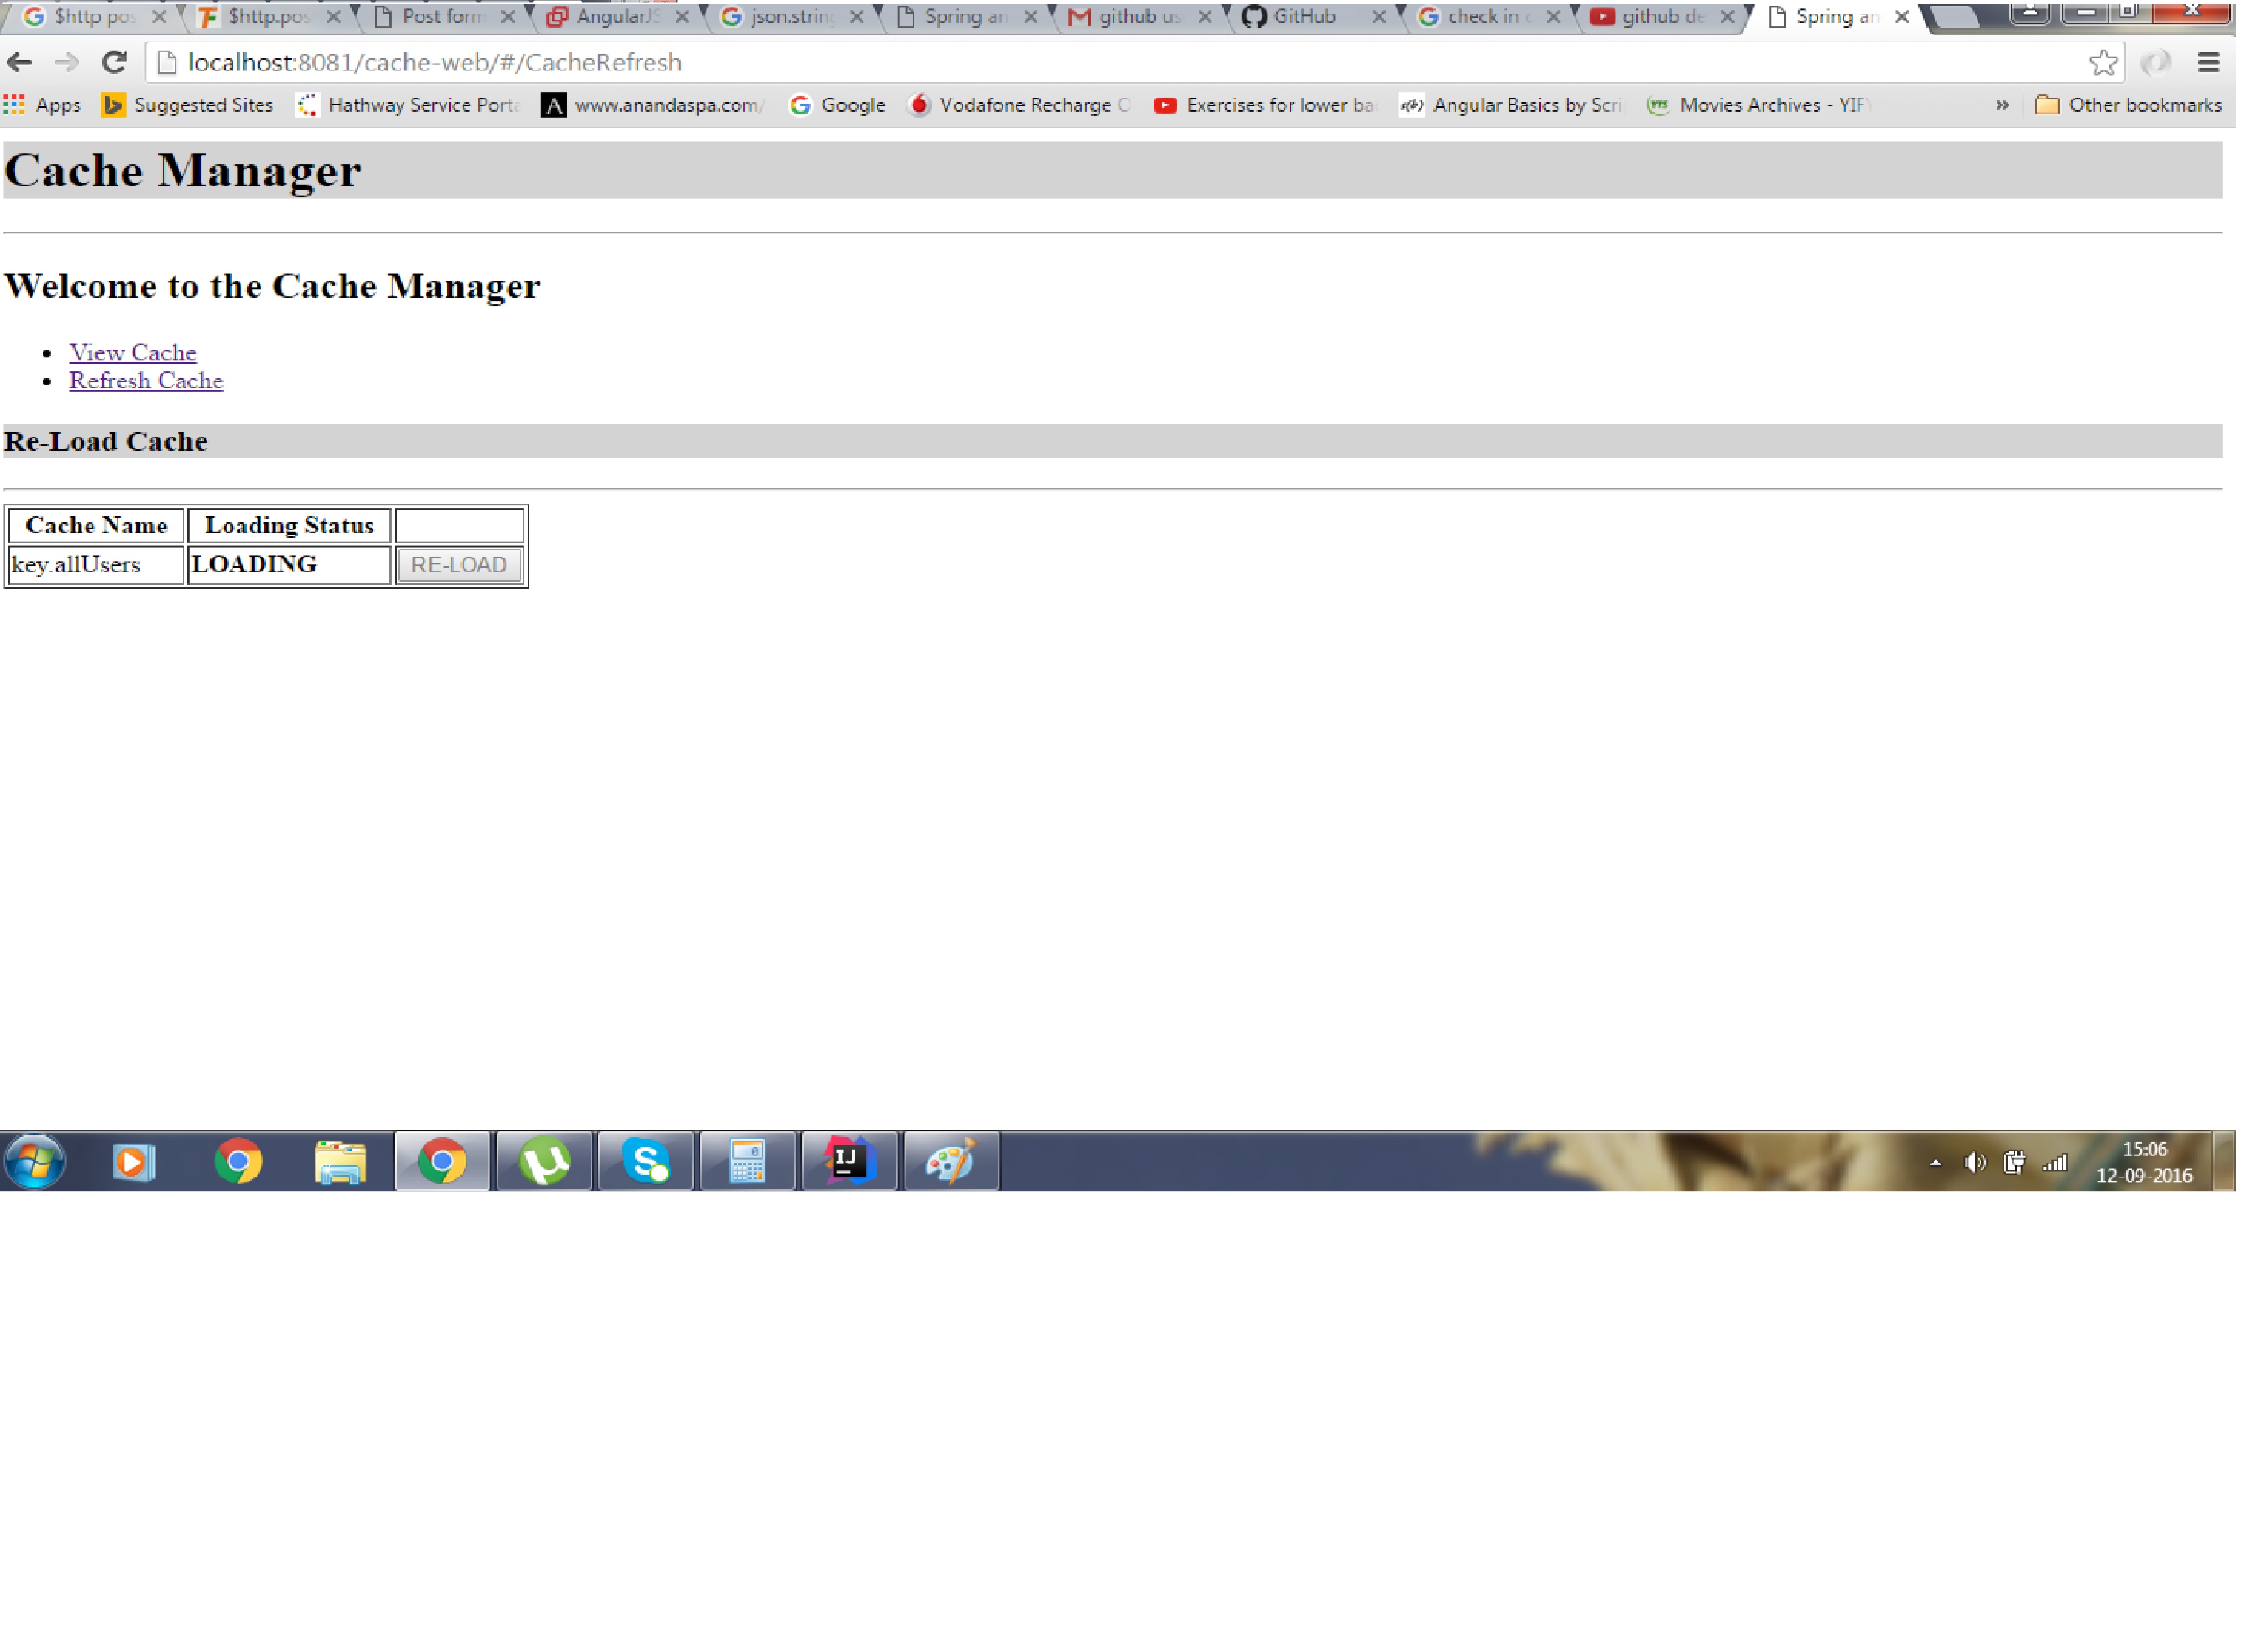 $http pos $http.pos Post form AngularJS json.string Spring an github us GitHub check in github de Spring an
localhost:8081/cache-web/#/CacheRefresh
Apps Suggested Sites Hathway Service Porta www.anandaspa.com/ Google Vodafone Recharge Exercises for lower ba Angular Basics by Scri Movies Archives - YIFY » Other bookmarks
Cache Manager
Welcome to the Cache Manager
• View Cache
• Refresh Cache
Re-Load Cache
Cache Name Loading Status
key.allUsers LOADING RE-LOAD
15:06
12-09-2016